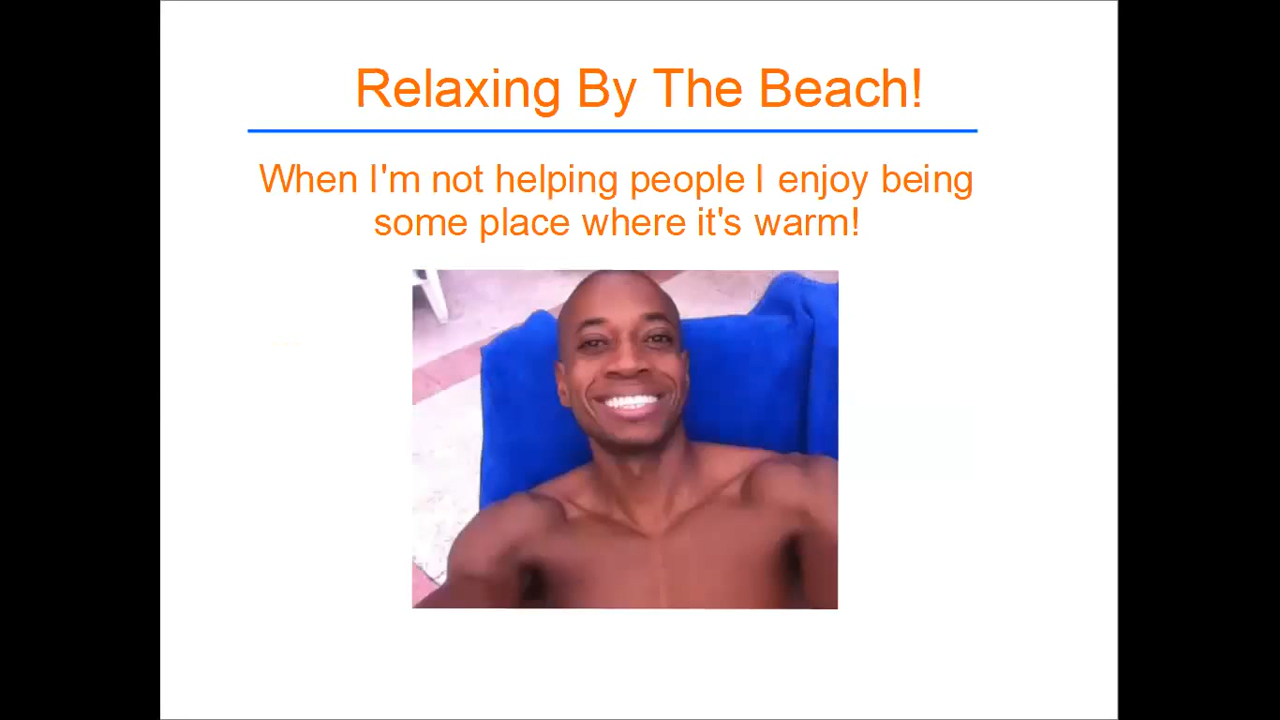 Relaxing By The Beach!
When I'm not helping people I enjoy being
some place where it's warm!